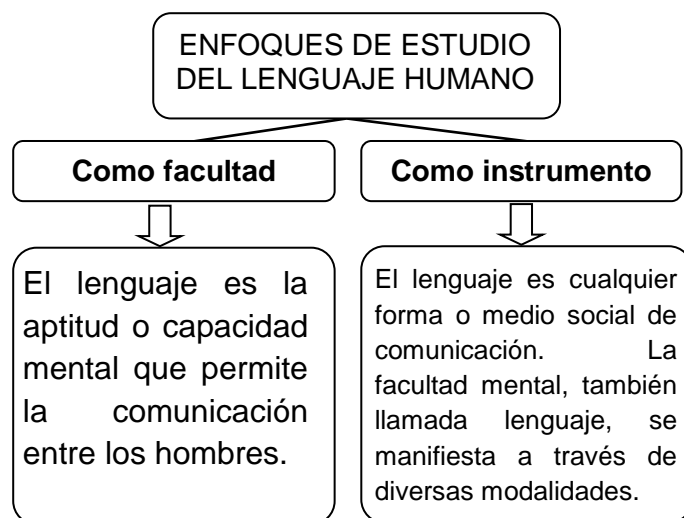 ENFOQUES DE ESTUDIO
DEL LENGUAJE HUMANO
Como facultad
Como instrumento
El lenguaje es la
aptitud o capacidad
mental que permite
la comunicación
entre los hombres.
El lenguaje es cualquier
forma o medio social de
comunicación. La
facultad mental, también
llamada lenguaje, se
manifiesta a través de
diversas modalidades.